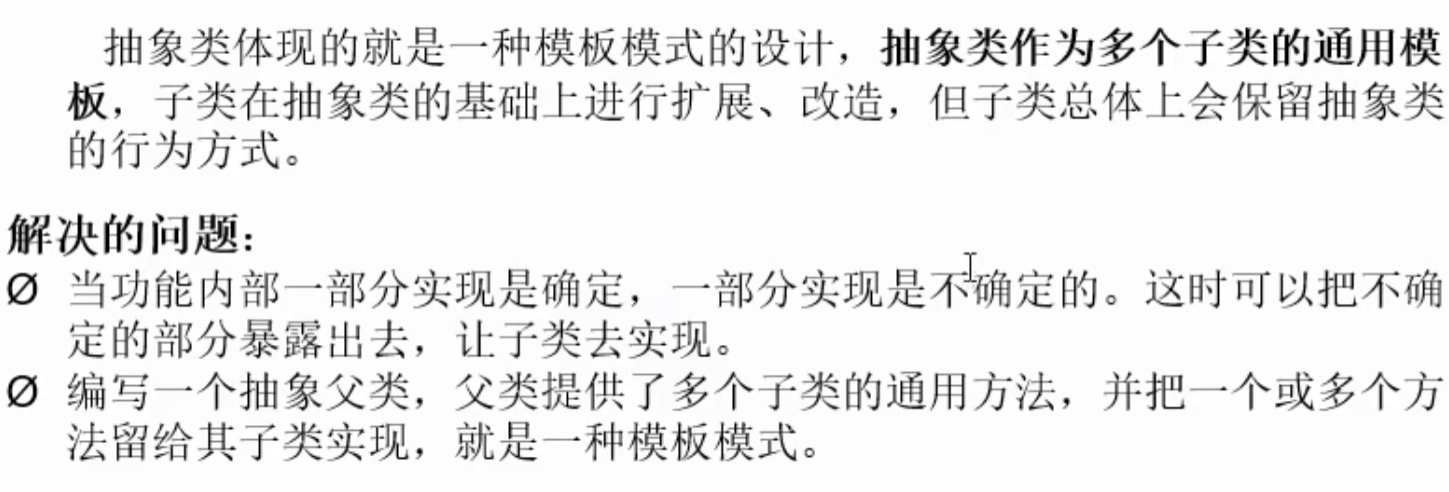 抽象类体现的就是一种模板模式的设计，抽象类作为多个子类的通用模
板，子类在抽象类的基础上进行扩展、改造，但子类总体上会保留抽象类
的行为方式。
解决的问题：
Ø 当功能内部一部分实现是确定，一部分实现是不确定的。这时可以把不确
定的部分暴露出去，让子类去实现。
Ø 编写一个抽象父类，父类提供了多个子类的通用方法，并把一个或多个方
法留给其子类实现，就是一种模板模式。